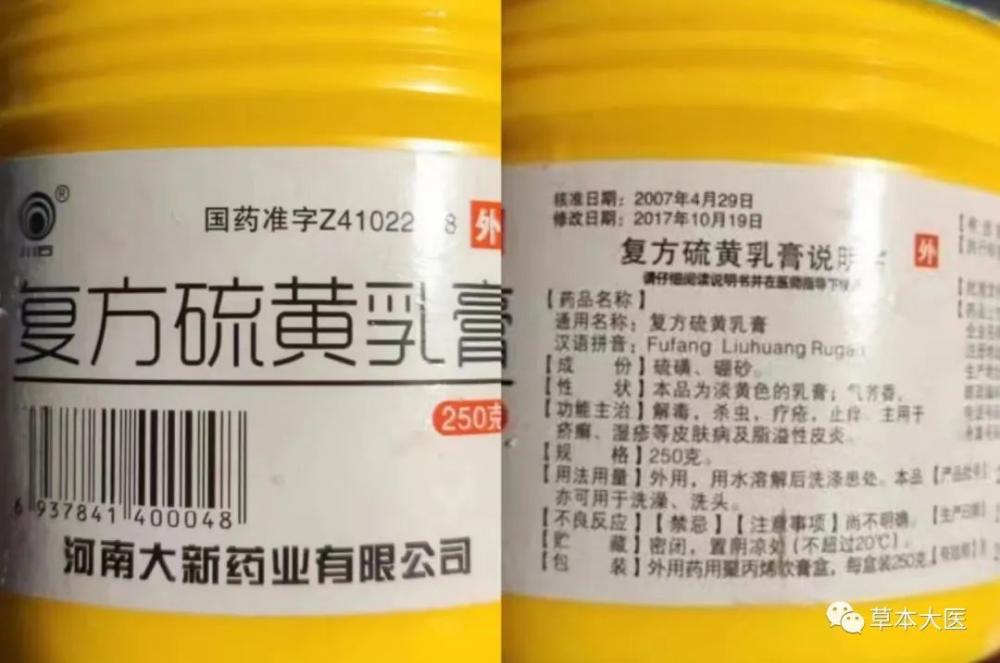 ®
国药准字Z41022 8 外
复方硫黄乳膏
250克
6 937841 400048
河南大新药业有限公司
核准日期：2007年4月29日
修改日期：2017年10月19日
复方硫黄乳膏说明 外
请仔细阅读说明书并在医师指导下使
【药品名称】
通用名称：复方硫黄乳膏
汉语拼音：Fufang Liuhuang Rugao
【成 份】硫磺、硼砂。
【性 状】本品为淡黄色的乳膏；气芳香。
【功能主治】解毒，杀虫，疗疮，止痒。主用于
疥癣、湿疹等皮肤病及脂溢性皮炎。
【规 格】250克。
【用法用量】外用，用水溶解后洗涤患处。本品
亦可用于洗澡、洗头。
【不良反应】【禁忌】【注意事项】尚不明确。
【贮 藏】密闭，置阴凉处（不超过20℃）。
【包 装】外用药用聚丙烯软膏盒，每盒装250克
【产品批号】
【生产日期】
【有效期】
草本大医